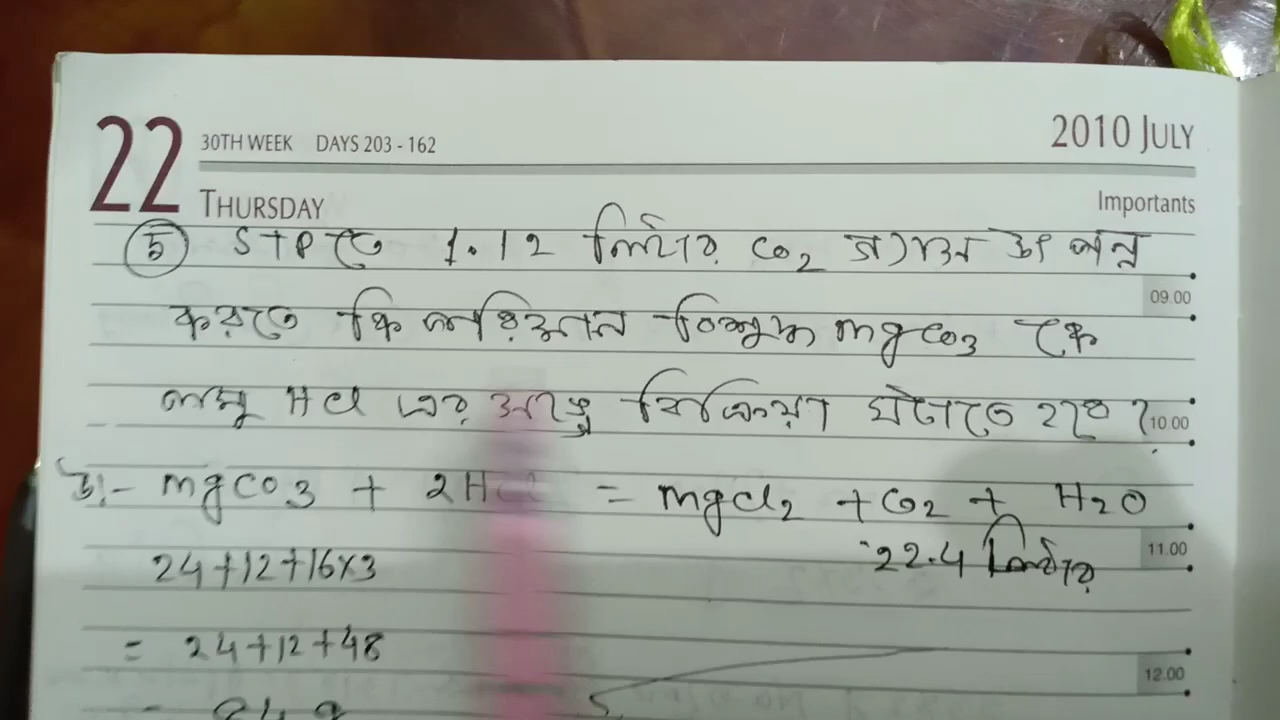 22 30TH WEEK DAYS 203 - 162 2010 JULY
THURSDAY Importants
৫ STP তে 1.12 লিটার CO2 গ্যাস উৎপন্ন
09.00
করতে কি পরিমান বিশুদ্ধ mgco3 কে
লঘু HCl এর সঙ্গে বিক্রিয়া ঘটাতে হবে ?
10.00
উঃ- mgco3 + 2HCl = mgcl2 + CO2 + H2O
22.4 লিটার 11.00
24+12+16x3
= 24+12+48
12.00